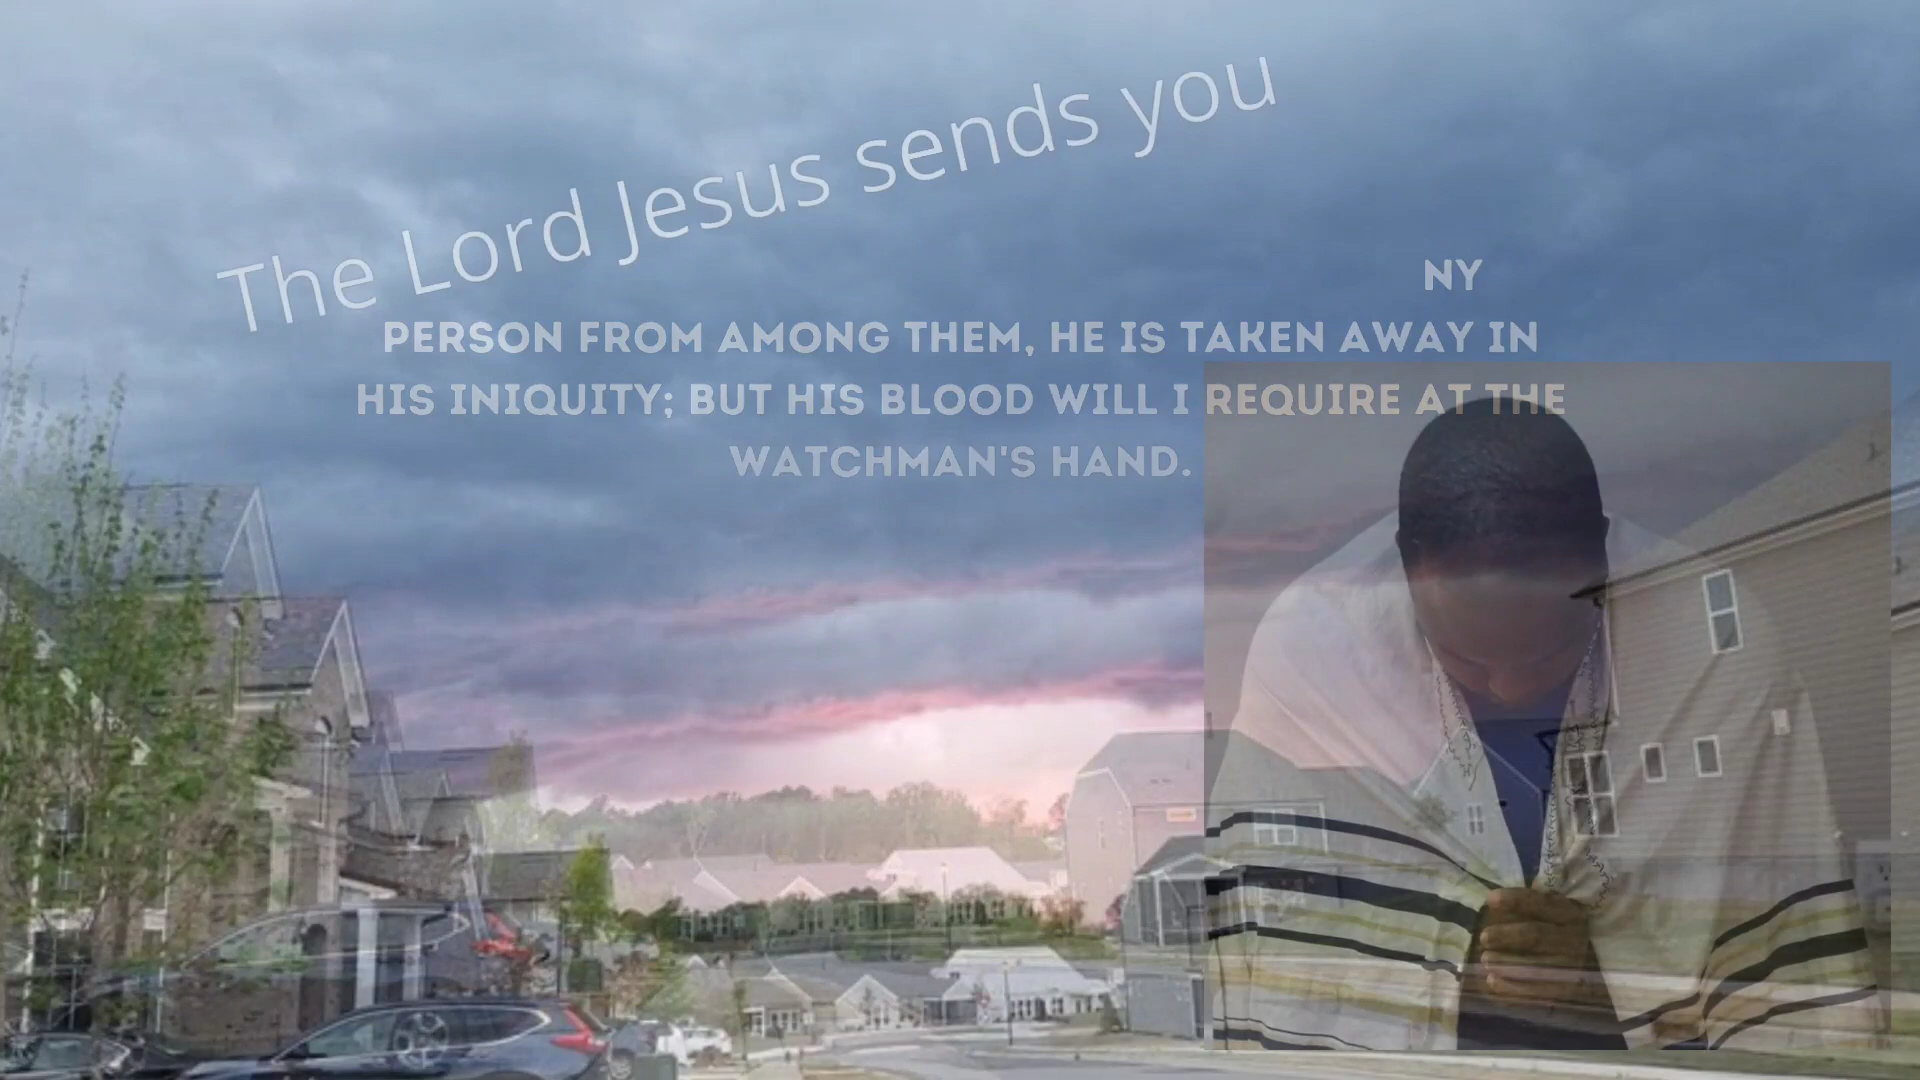 The Lord Jesus sends you
NY
PERSON FROM AMONG THEM, HE IS TAKEN AWAY IN
HIS INIQUITY; BUT HIS BLOOD WILL I REQUIRE AT THE
WATCHMAN'S HAND.